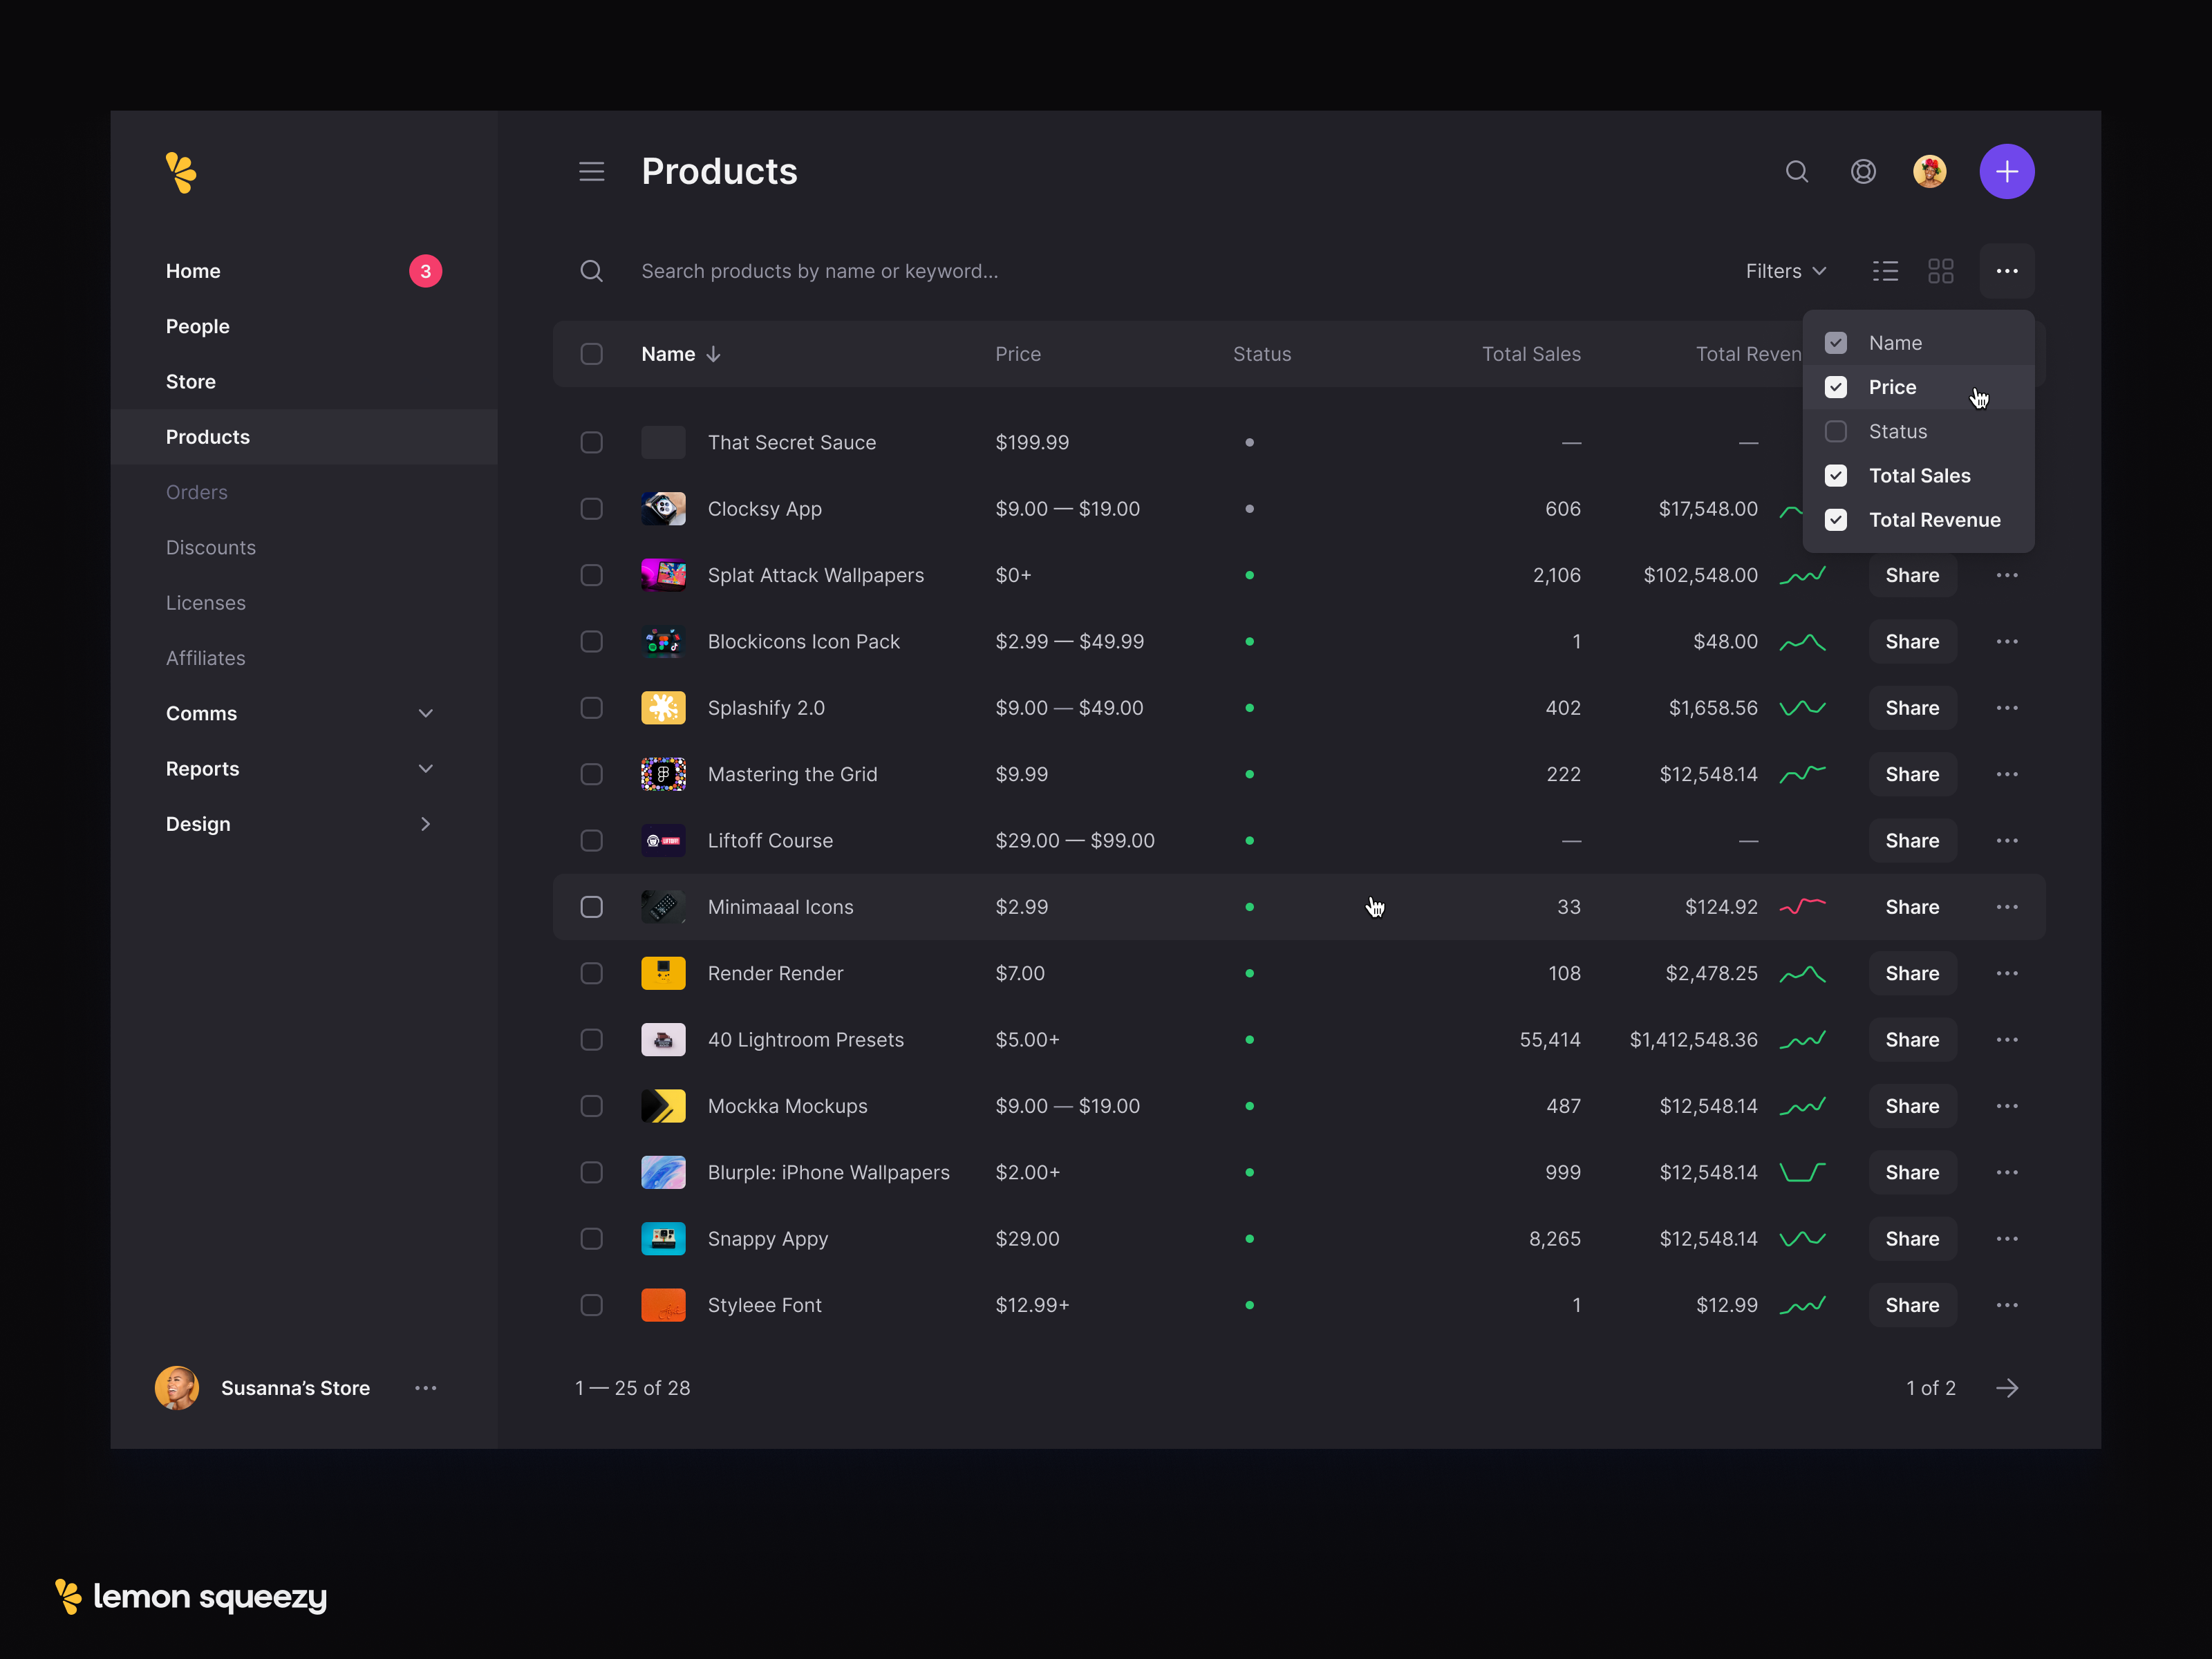 Products
Home 3
People
Store
Products
Orders
Discounts
Licenses
Affiliates
Comms
Reports
Design
Susanna’s Store
Search products by name or keyword...
Filters
Name
Price
Status
Total Sales
Total Revenue
Name Price Status Total Sales Total Reven
That Secret Sauce $199.99 — —
Clocksy App $9.00 — $19.00 606 $17,548.00
Splat Attack Wallpapers $0+ 2,106 $102,548.00 Share
Blockicons Icon Pack $2.99 — $49.99 1 $48.00 Share
Splashify 2.0 $9.00 — $49.00 402 $1,658.56 Share
Mastering the Grid $9.99 222 $12,548.14 Share
Liftoff Course $29.00 — $99.00 — — Share
Minimaaal Icons $2.99 33 $124.92 Share
Render Render $7.00 108 $2,478.25 Share
40 Lightroom Presets $5.00+ 55,414 $1,412,548.36 Share
Mockka Mockups $9.00 — $19.00 487 $12,548.14 Share
Blurple: iPhone Wallpapers $2.00+ 999 $12,548.14 Share
Snappy Appy $29.00 8,265 $12,548.14 Share
Styleee Font $12.99+ 1 $12.99 Share
1 — 25 of 28 1 of 2
lemon squeezy